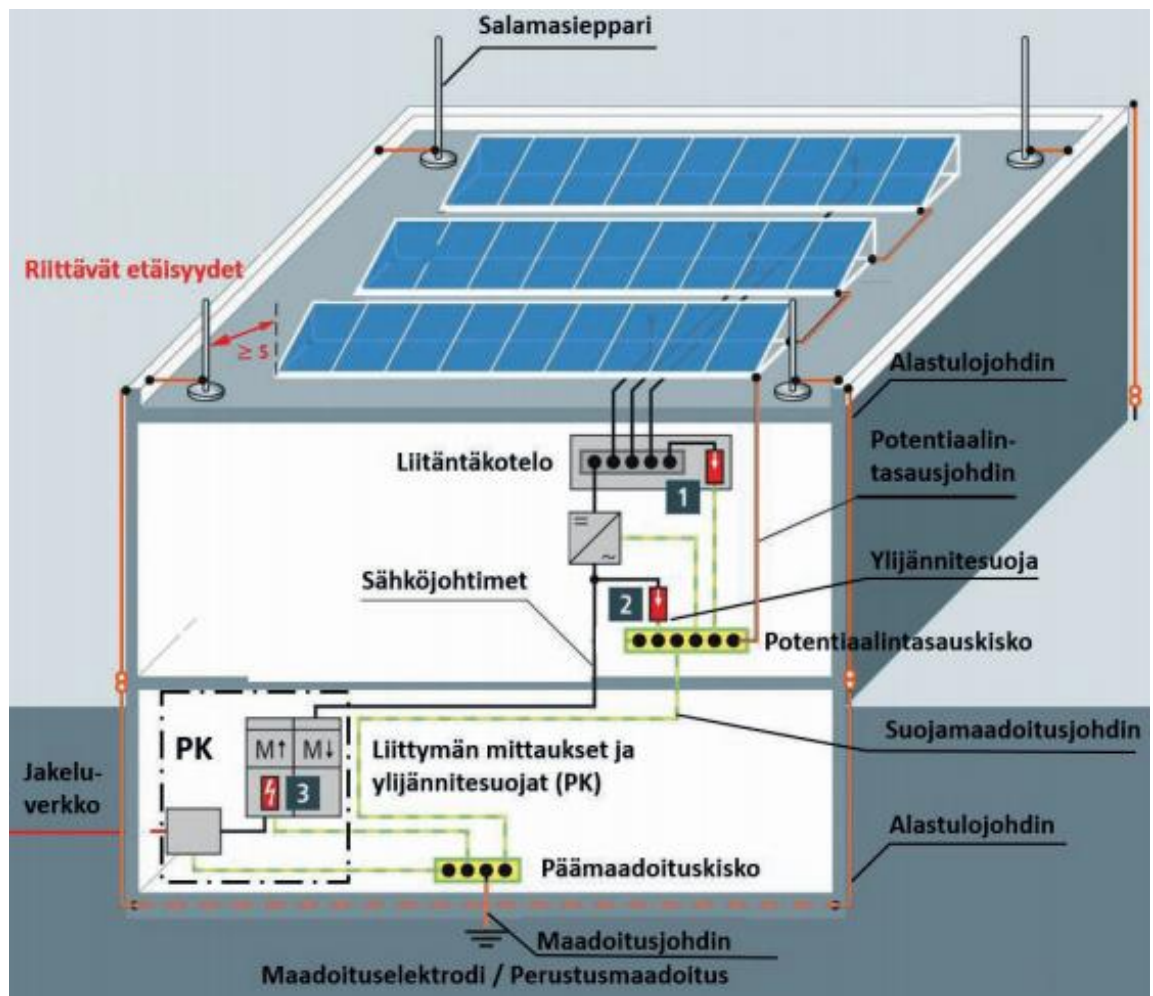 Salamasieppari
Riittävät etäisyydet
≥ s
Alastulojohdin
Potentiaalin-
tasausjohdin
Liitäntäkotelo
1
=
~
Ylijännitesuoja
Sähköjohtimet
2
Potentiaalintasauskisko
Suojamaadoitusjohdin
PK
M↑ M↓
Liittymän mittaukset ja
ylijännitesuojat (PK)
Jakelu-
verkko
3
Alastulojohdin
Päämaadoituskisko
Maadoitusjohdin
Maadoituselektrodi / Perustusmaadoitus